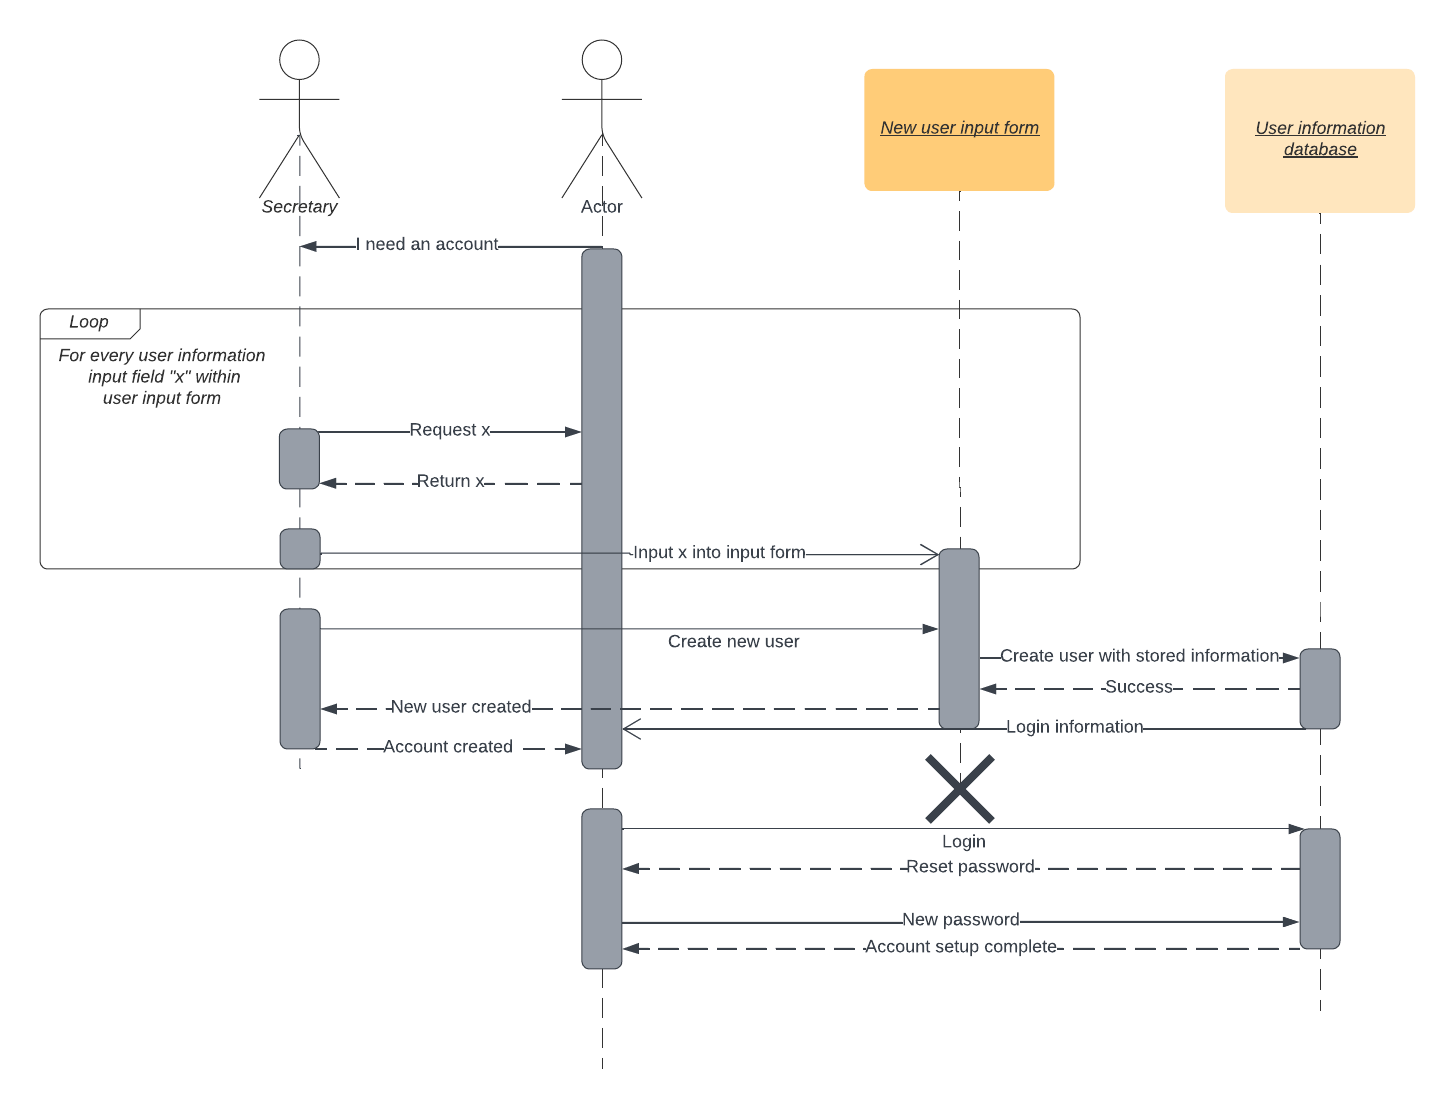 New user input form
User information
database
Secretary
Actor
I need an account
Loop
For every user information
input field "x" within
user input form
Request x
Return x
Input x into input form
Create new user
Create user with stored information
Success
New user created
Login information
Account created
Login
Reset password
New password
Account setup complete